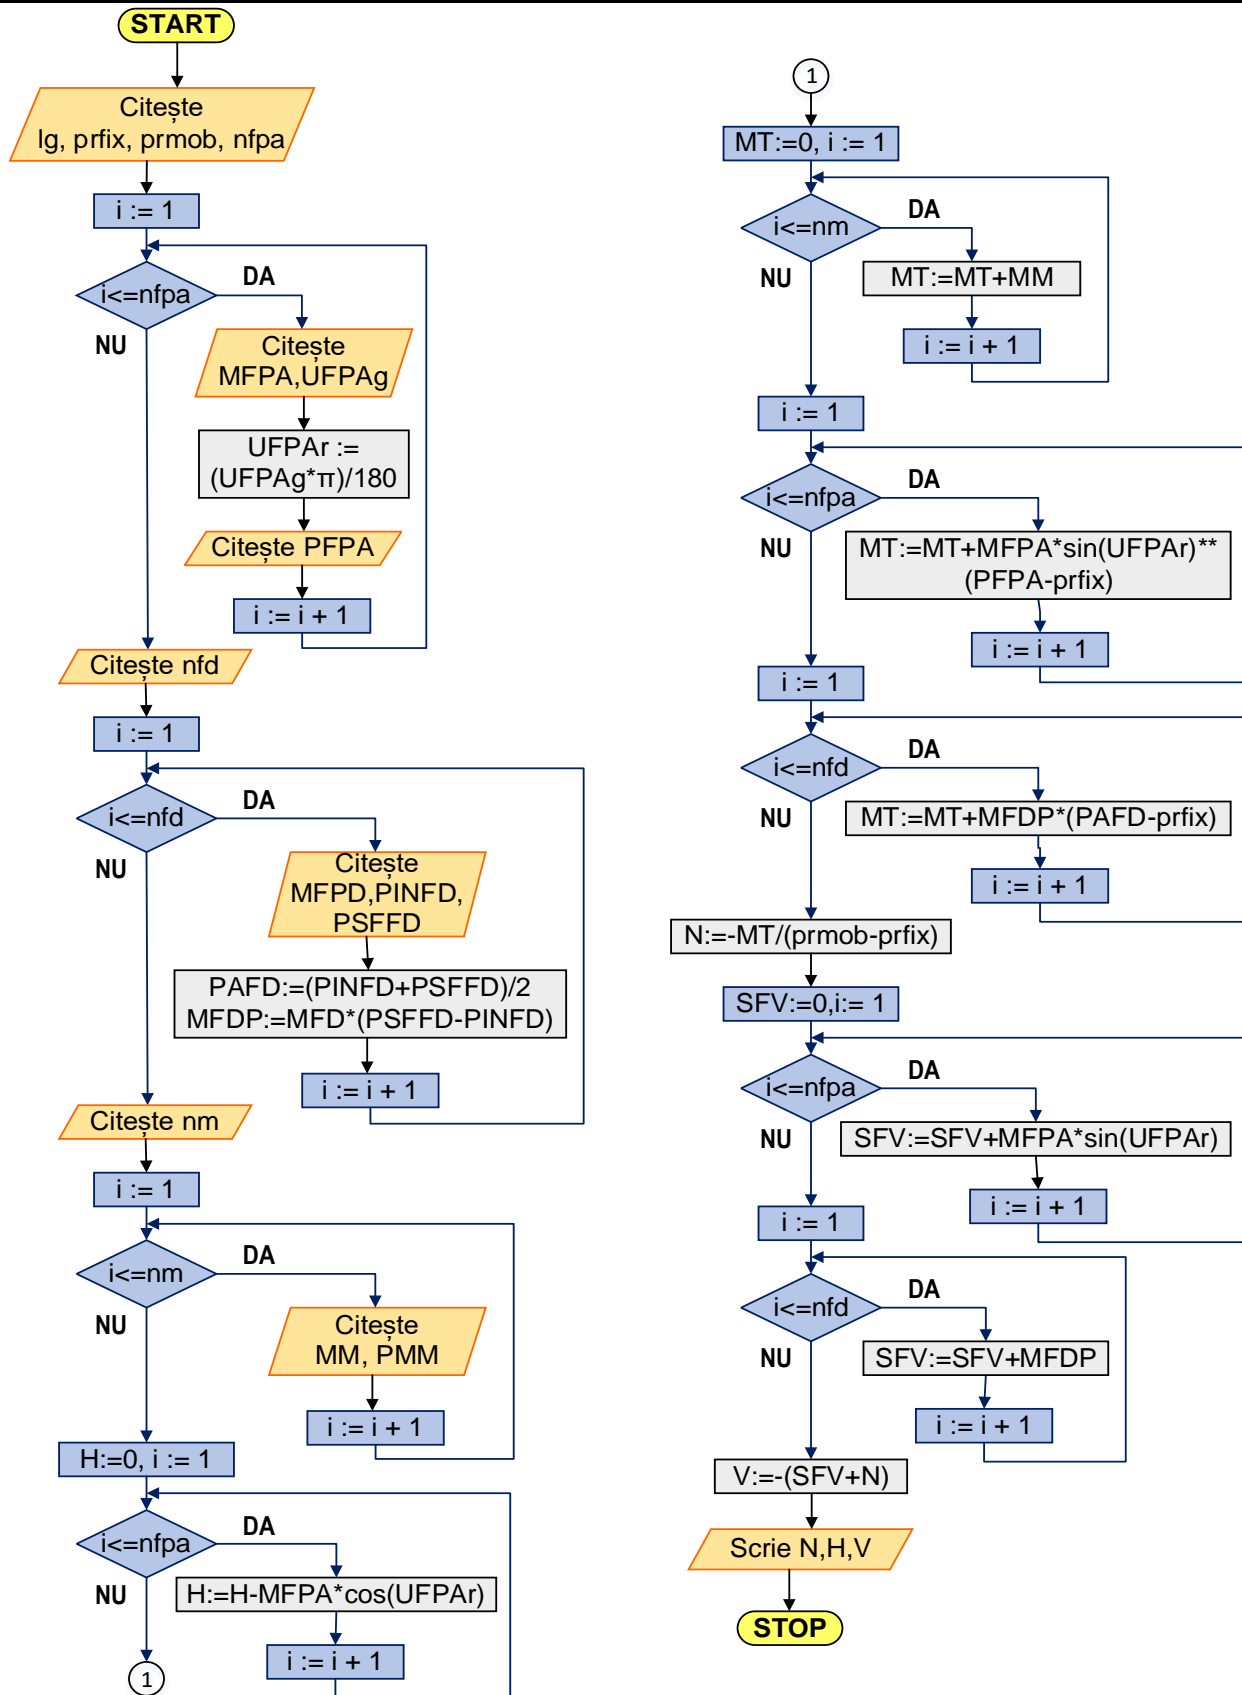 START
Citește
lg, prfix, prmob, nfpa
i := 1
i<=nfpa
DA
NU
Citește
MFPA,UFPAg
UFPAr :=
(UFPAg*π)/180
Citește PFPA
i := i + 1
Citește nfd
i := 1
i<=nfd
DA
NU
Citește
MFPD,PINFD,
PSFFD
PAFD:=(PINFD+PSFFD)/2
MFDP:=MFD*(PSFFD-PINFD)
i := i + 1
Citește nm
i := 1
i<=nm
DA
NU
Citește
MM, PMM
i := i + 1
H:=0, i := 1
i<=nfpa
DA
NU
H:=H-MFPA*cos(UFPAr)
i := i + 1
1
1
MT:=0, i := 1
i<=nm
DA
NU
MT:=MT+MM
i := i + 1
i := 1
i<=nfpa
DA
NU
MT:=MT+MFPA*sin(UFPAr)**
(PFPA-prfix)
i := i + 1
i := 1
i<=nfd
DA
NU
MT:=MT+MFDP*(PAFD-prfix)
i := i + 1
N:=-MT/(prmob-prfix)
SFV:=0,i:= 1
i<=nfpa
DA
NU
SFV:=SFV+MFPA*sin(UFPAr)
i := i + 1
i := 1
i<=nfd
DA
NU
SFV:=SFV+MFDP
i := i + 1
V:=-(SFV+N)
Scrie N,H,V
STOP